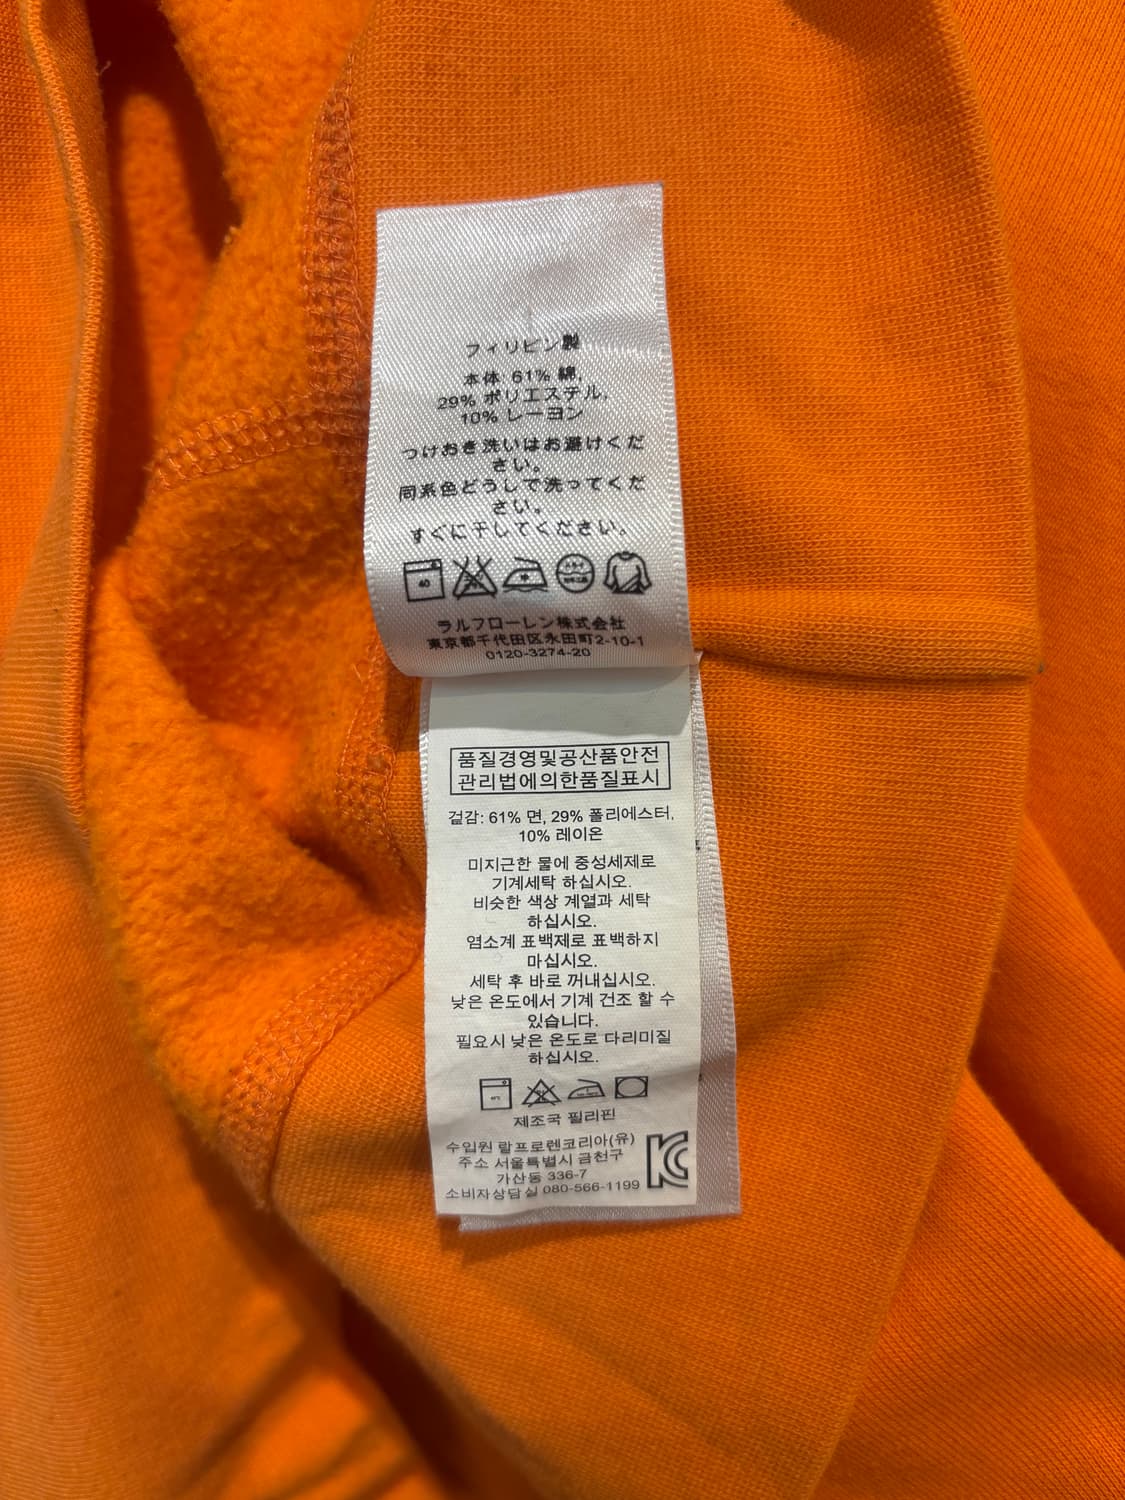 フィリピン製
本体 61% 綿,
29% ポリエステル,
10% レーヨン
つけおき洗いはお避けくだ
さい。
同系色どうしで洗ってくだ
さい。
すぐに干してください。
40
ラルフローレン株式会社
東京都千代田区永田町2-10-1
0120-3274-20
품질경영및공산품안전
관리법에의한품질표시
겉감: 61% 면, 29% 폴리에스터,
10% 레이온
미지근한 물에 중성세제로
기계세탁 하십시오.
비슷한 색상 계열과 세탁
하십시오.
염소계 표백제로 표백하지
마십시오.
세탁 후 바로 꺼내십시오.
낮은 온도에서 기계 건조 할 수
있습니다.
필요시 낮은 온도로 다리미질
하십시오.
제조국 필리핀
수입원 랄프로렌코리아(유)
주소 서울특별시 금천구
가산동 336-7
소비자상담실 080-566-1199
KC